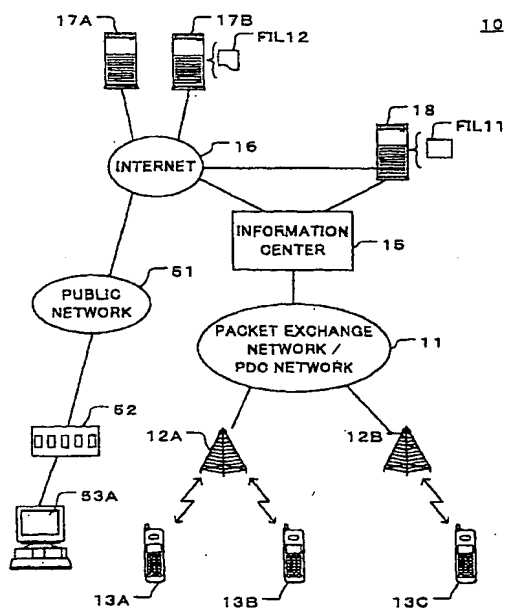 17A
17B
FIL12
10
16
18
FIL11
INTERNET
INFORMATION
CENTER
15
51
PUBLIC
NETWORK
PACKET EXCHANGE
NETWORK /
PDC NETWORK
11
52
12A
12B
53A
13A
13B
13C